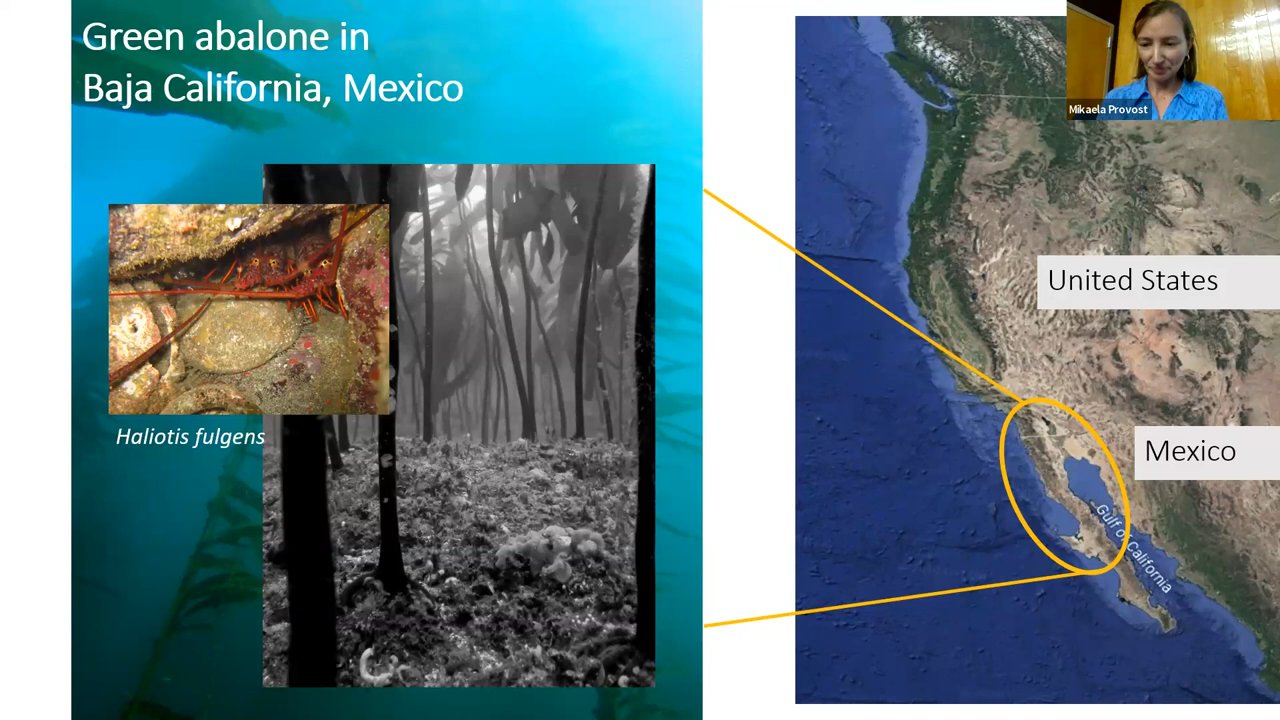 Green abalone in
Baja California, Mexico
Haliotis fulgens
Mikaela Provost
United States
Mexico
Gulf of California